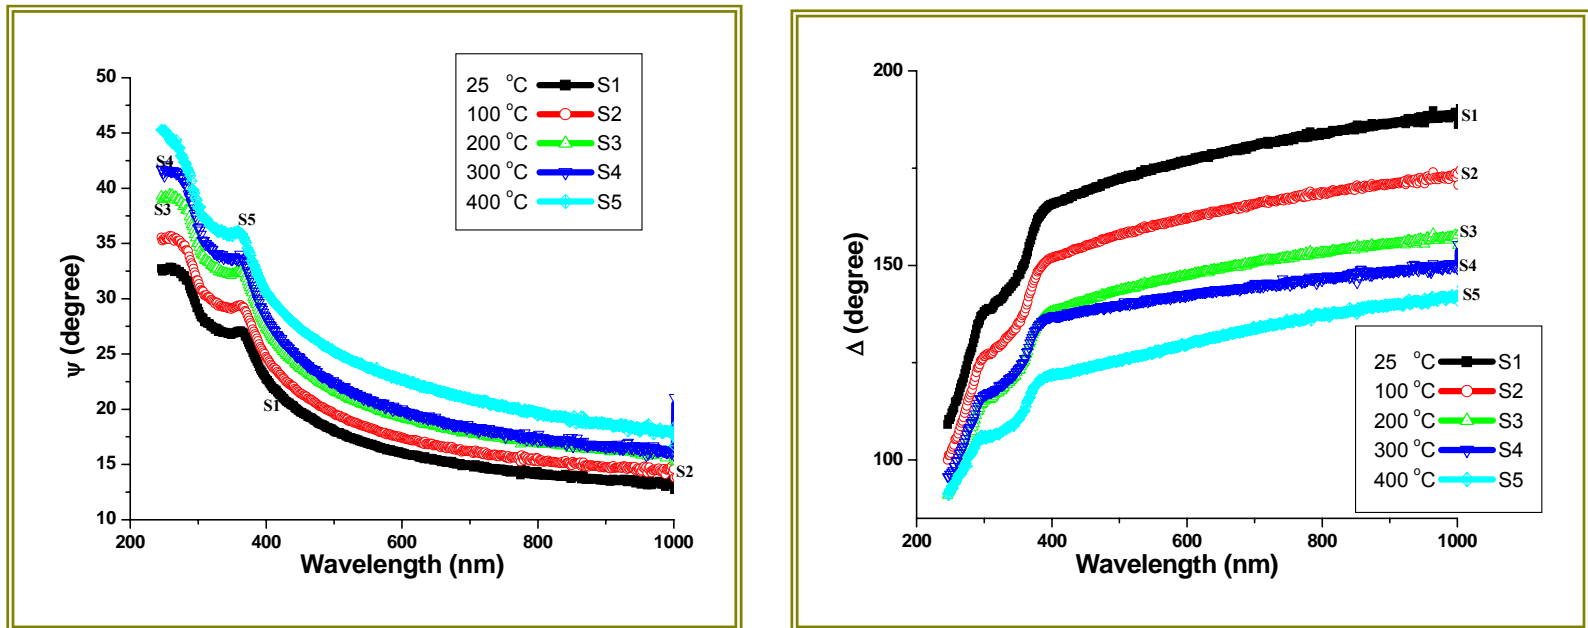 50
45
40
35
30
25
20
15
10
200
400
600
800
1000
ψ (degree)
Wavelength (nm)
25 °C S1
100 °C S2
200 °C S3
300 °C S4
400 °C S5
S4
S3
S5
S1
S2
200
150
100
200
400
600
800
1000
Δ (degree)
Wavelength (nm)
S1
S2
S3
S4
S5
25 °C S1
100 °C S2
200 °C S3
300 °C S4
400 °C S5